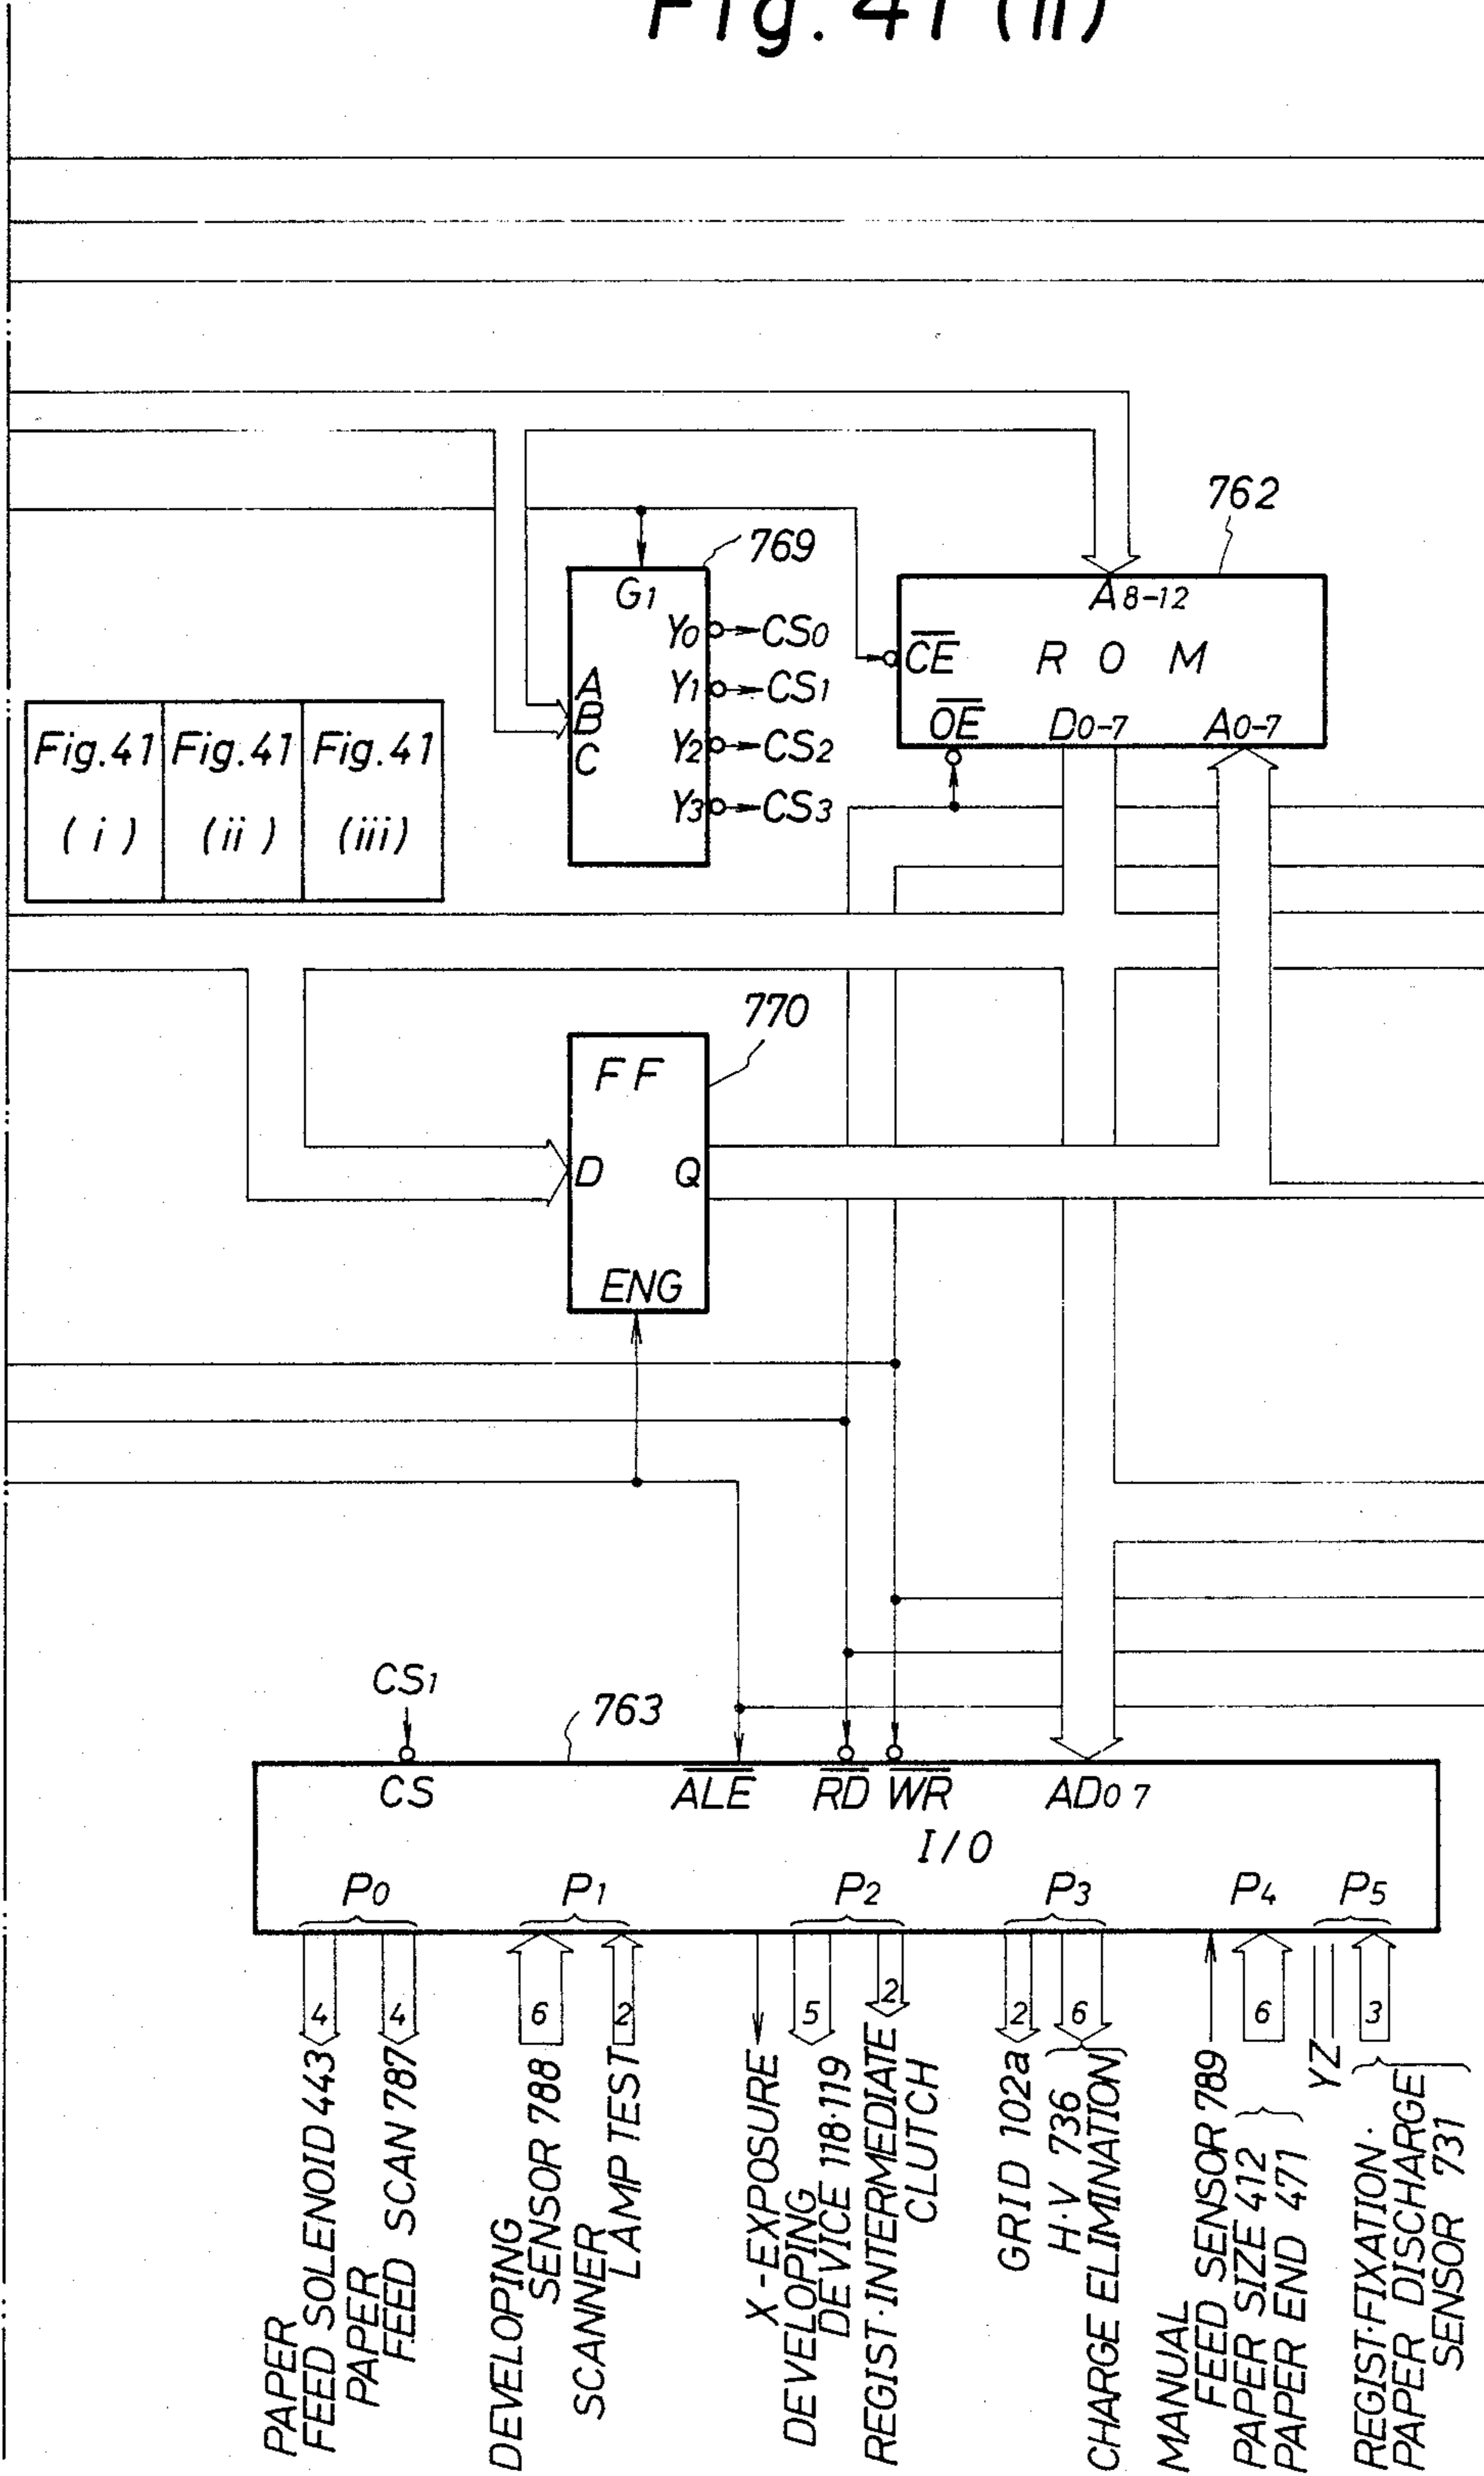 Fig. 41 (ii)
762
769
G1
A8-12
Y0 CS0
CE
R O M
A
Y1 CS1
B
OE D0-7 A0-7
C
Y2 CS2
Y3 CS3
Fig.41 Fig.41 Fig.41
(i) (ii) (iii)
770
FF
D Q
ENG
CS1
763
CS ALE RD WR AD0 7
I/O
P0 P1 P2 P3 P4 P5
4 4 6 2 5 2 2 6 6 3
PAPER
FEED SOLENOID 443
PAPER
FEED SCAN 787
DEVELOPING
SENSOR 788
SCANNER
LAMP TEST
X-EXPOSURE
DEVELOPING
DEVICE 118·119
REGIST·INTERMEDIATE
CLUTCH
GRID 102a
H·V 736
CHARGE ELIMINATION
MANUAL
FEED SENSOR 789
PAPER SIZE 412
PAPER END 471
YZ
REGIST·FIXATION·
PAPER DISCHARGE
SENSOR 731